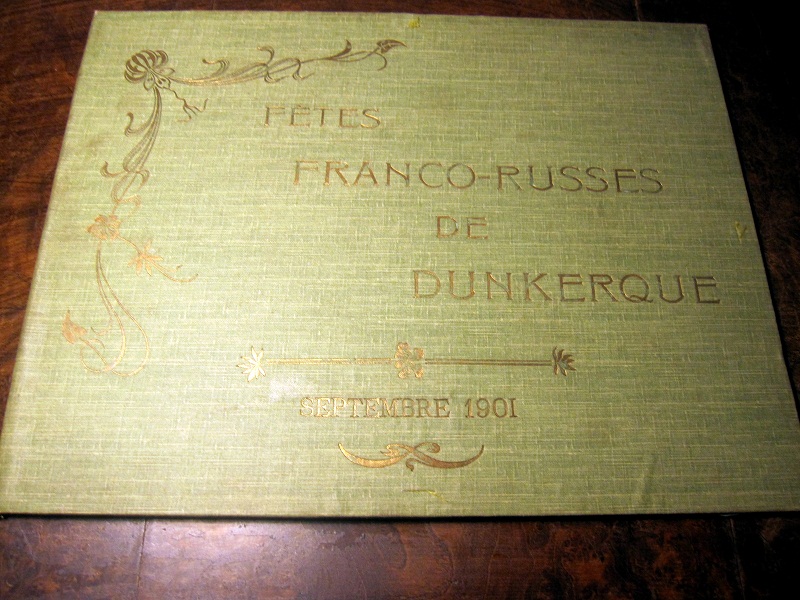 FÊTES
FRANCO-RUSSES
DE
DUNKERQUE
SEPTEMBRE 1901